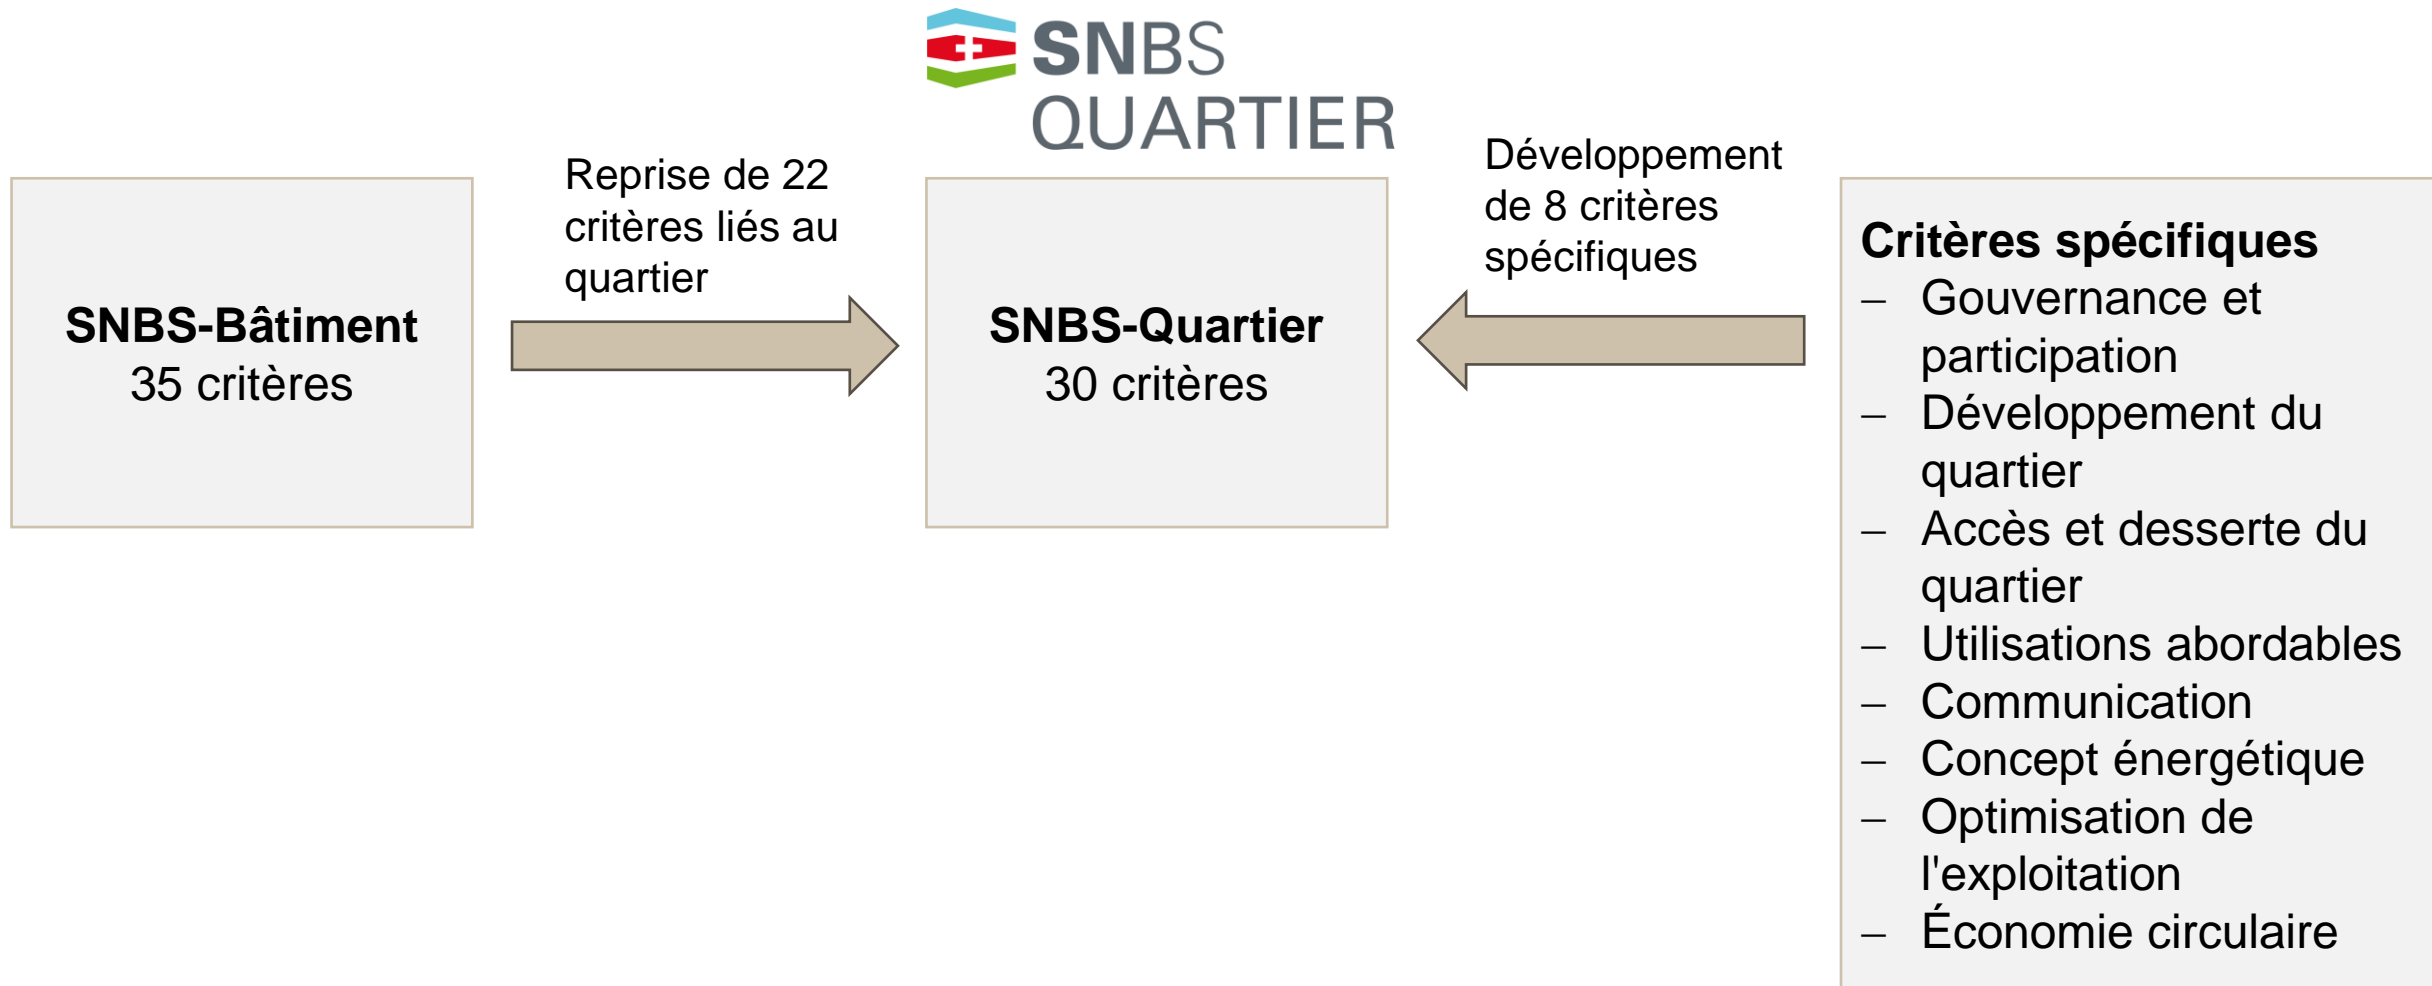 SNBS
QUARTIER
Reprise de 22
critères liés au
quartier
Développement
de 8 critères
spécifiques
SNBS-Bâtiment
35 critères
SNBS-Quartier
30 critères
Critères spécifiques
– Gouvernance et
participation
– Développement du
quartier
– Accès et desserte du
quartier
– Utilisations abordables
– Communication
– Concept énergétique
– Optimisation de
l'exploitation
– Économie circulaire